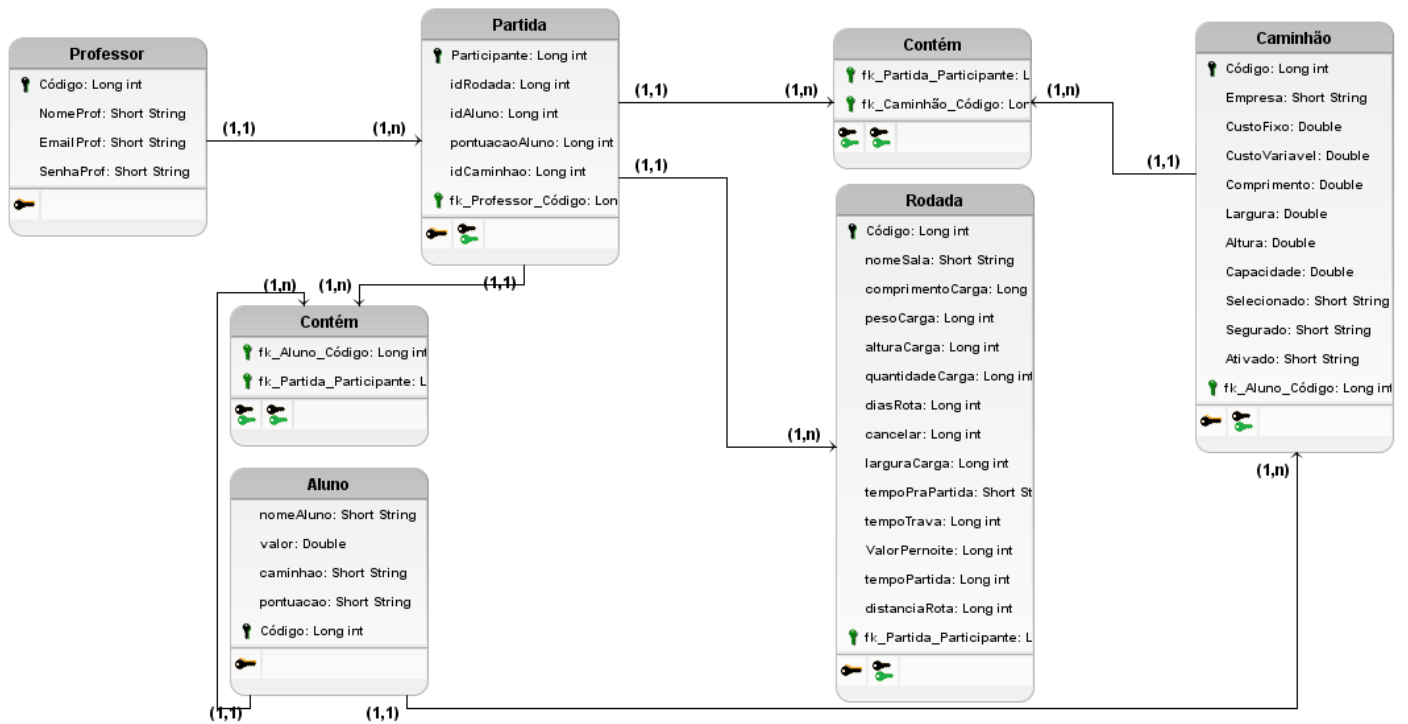 Professor
Código: Long int
NomeProf: Short String
EmailProf: Short String
SenhaProf: Short String
(1,1)
(1,n)
Partida
Participante: Long int
idRodada: Long int
idAluno: Long int
pontuacaoAluno: Long int
idCaminhao: Long int
fk_Professor_Código: Lon
(1,1)
(1,n)
(1,1)
(1,n)
(1,1)
(1,n)
(1,n)
Contém
fk_Partida_Participante: L
fk_Caminhão_Código: Lon
(1,n)
(1,1)
Caminhão
Código: Long int
Empresa: Short String
CustoFixo: Double
CustoVariavel: Double
Comprimento: Double
Largura: Double
Altura: Double
Capacidade: Double
Selecionado: Short String
Segurado: Short String
Ativado: Short String
fk_Aluno_Código: Long int
(1,n)
Rodada
Código: Long int
nomeSala: Short String
comprimentoCarga: Long
pesoCarga: Long int
alturaCarga: Long int
quantidadeCarga: Long int
diasRota: Long int
cancelar: Long int
larguraCarga: Long int
tempoPraPartida: Short St
tempoTrava: Long int
ValorPernoite: Long int
tempoPartida: Long int
distanciaRota: Long int
fk_Partida_Participante: L
Contém
fk_Aluno_Código: Long int
fk_Partida_Participante: L
Aluno
nomeAluno: Short String
valor: Double
caminhao: Short String
pontuacao: Short String
Código: Long int
(1,1)
(1,1)